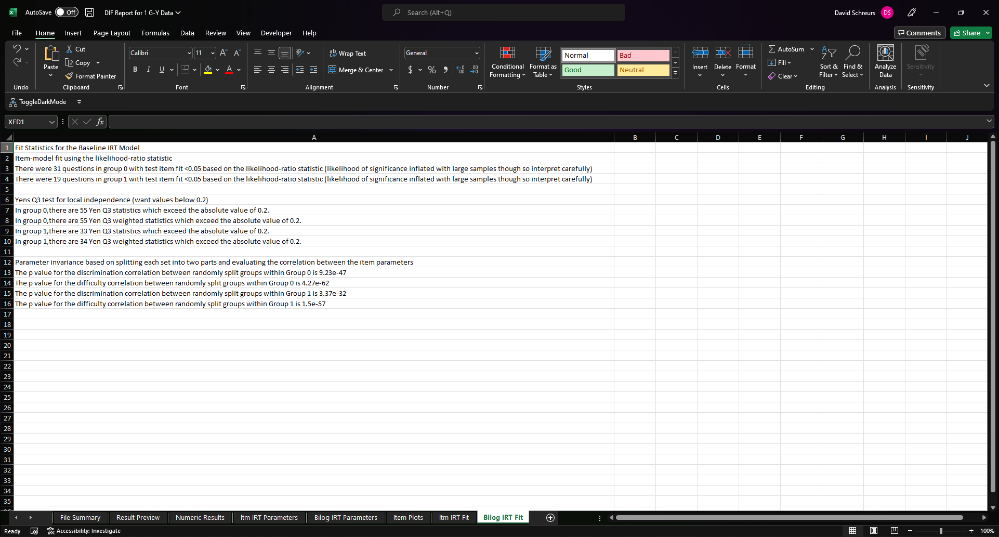 AutoSave Off DIF Report for 1 G-Y Data Search (Alt+Q) David Schreurs DS
File Home Insert Page Layout Formulas Data Review View Developer Help Comments Share
Paste Cut Copy Format Painter
Calibri 11
B I U A
Wrap Text
Merge & Center
General
$ %
Conditional Formatting Format as Table
Normal Bad
Good Neutral
Insert Delete Format
AutoSum
Fill
Clear
Sort & Filter Find & Select
Analyze Data
Sensitivity
Undo Clipboard Font Alignment Number Styles Cells Editing Analysis Sensitivity
ToggleDarkMode
XFD1 fx
A B C D E F G H I J
1 Fit Statistics for the Baseline IRT Model
2 Item-model fit using the likelihood-ratio statistic
3 There were 31 questions in group 0 with test item fit <0.05 based on the likelihood-ratio statistic (likelihood of significance inflated with large samples though so interpret carefully)
4 There were 19 questions in group 1 with test item fit <0.05 based on the likelihood-ratio statistic (likelihood of significance inflated with large samples though so interpret carefully)
5
6 Yens Q3 test for local independence (want values below 0.2)
7 In group 0,there are 55 Yen Q3 statistics which exceed the absolute value of 0.2.
8 In group 0,there are 55 Yen Q3 weighted statistics which exceed the absolute value of 0.2.
9 In group 1,there are 33 Yen Q3 statistics which exceed the absolute value of 0.2.
10 In group 1,there are 34 Yen Q3 weighted statistics which exceed the absolute value of 0.2.
11
12 Parameter invariance based on splitting each set into two parts and evaluating the correlation between the item parameters
13 The p value for the discrimination correlation between randomly split groups within Group 0 is 9.23e-47
14 The p value for the difficulty correlation between randomly split groups within Group 0 is 4.27e-62
15 The p value for the discrimination correlation between randomly split groups within Group 1 is 3.37e-32
16 The p value for the difficulty correlation between randomly split groups within Group 1 is 1.5e-57
17
18
19
20
21
22
23
24
25
26
27
28
29
30
31
32
33
34
35
File Summary Result Preview Numeric Results ltm IRT Parameters Bilog IRT Parameters Item Plots ltm IRT Fit Bilog IRT Fit
Ready Accessibility: Investigate 100%